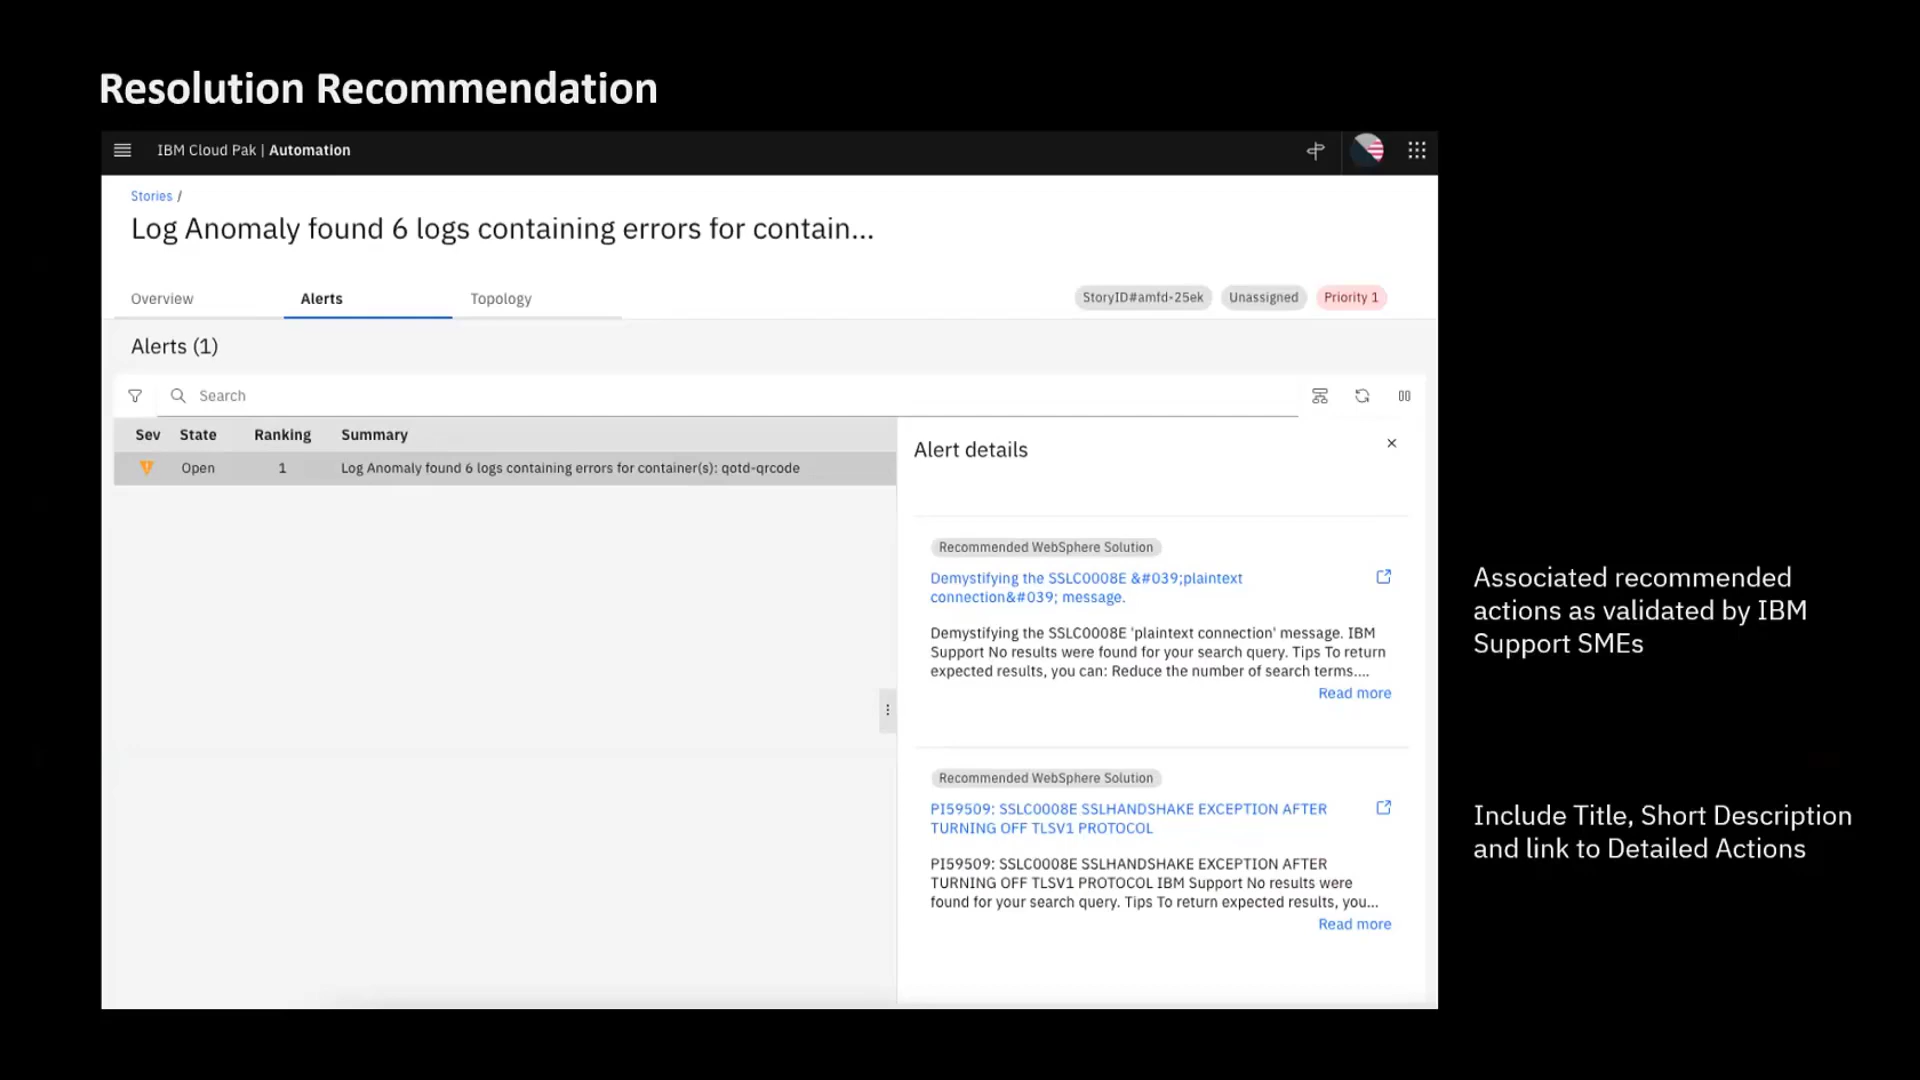 Resolution Recommendation
IBM Cloud Pak | Automation
Stories /
Log Anomaly found 6 logs containing errors for contain...
Overview
Alerts
Topology
StoryID#amfd-25ek
Unassigned
Priority 1
Alerts (1)
Search
Sev State Ranking Summary
Open 1 Log Anomaly found 6 logs containing errors for container(s): qotd-qrcode
Alert details
Recommended WebSphere Solution
Demystifying the SSLC0008E &#039;plaintext
connection&#039; message.
Demystifying the SSLC0008E 'plaintext connection' message. IBM
Support No results were found for your search query. Tips To return
expected results, you can: Reduce the number of search terms....
Read more
Recommended WebSphere Solution
PI59509: SSLC0008E SSLHANDSHAKE EXCEPTION AFTER
TURNING OFF TLSV1 PROTOCOL
PI59509: SSLC0008E SSLHANDSHAKE EXCEPTION AFTER
TURNING OFF TLSV1 PROTOCOL IBM Support No results were
found for your search query. Tips To return expected results, you...
Read more
Associated recommended
actions as validated by IBM
Support SMEs
Include Title, Short Description
and link to Detailed Actions